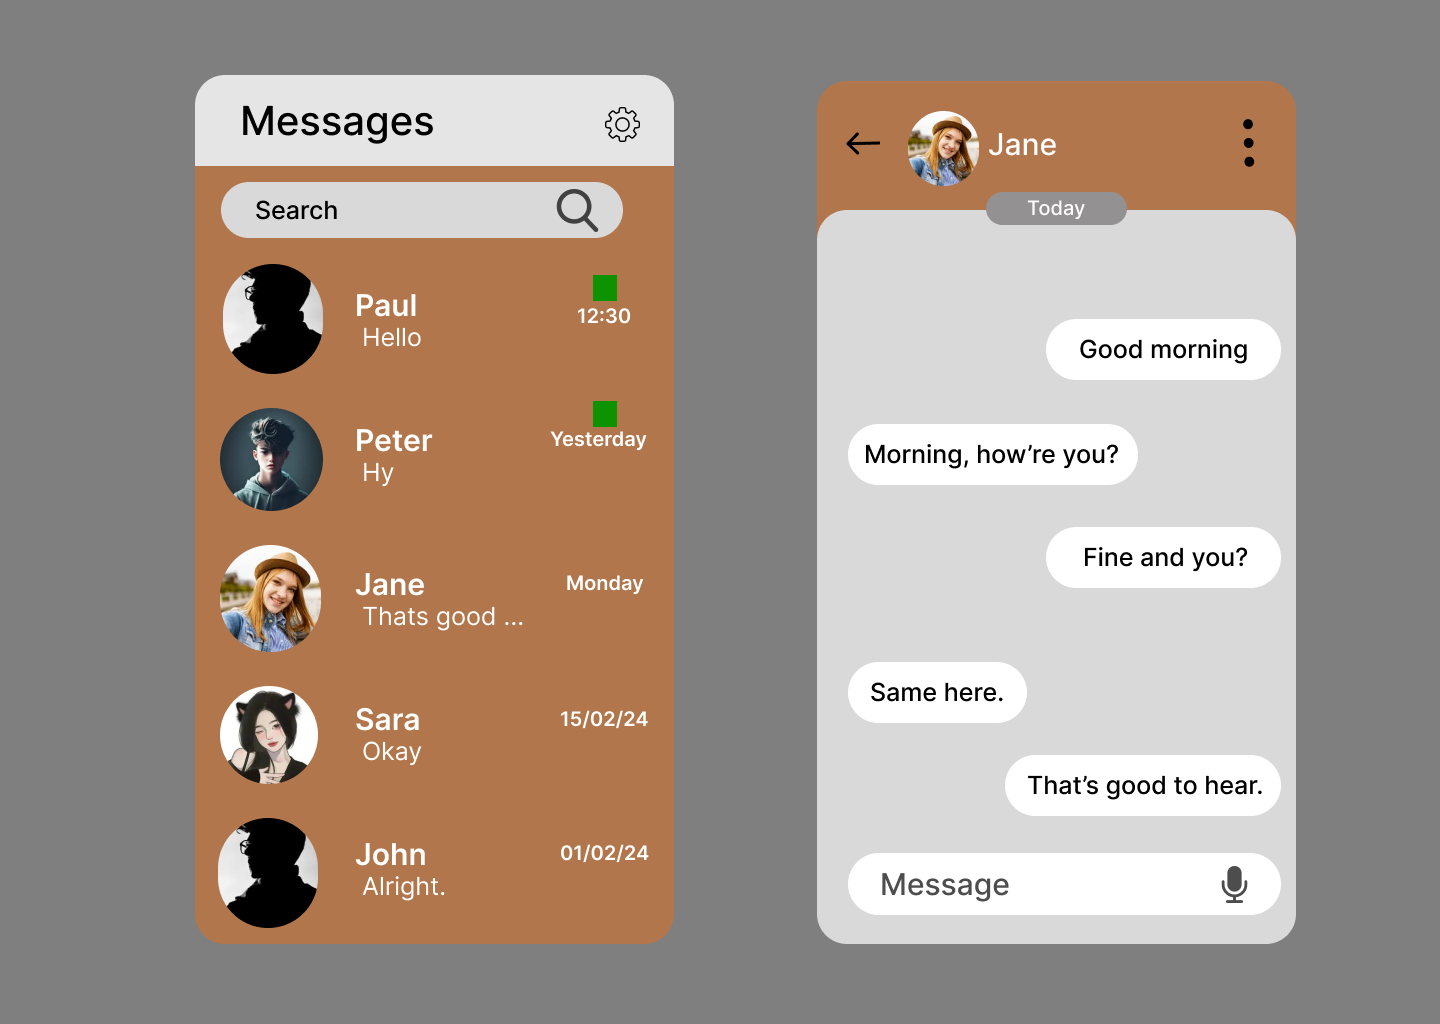 Messages
Search
Paul
12:30
Hello
Peter
Yesterday
Hy
Jane
Monday
Thats good ...
Sara
15/02/24
Okay
John
01/02/24
Alright.
Jane
Today
Good morning
Morning, how’re you?
Fine and you?
Same here.
That’s good to hear.
Message